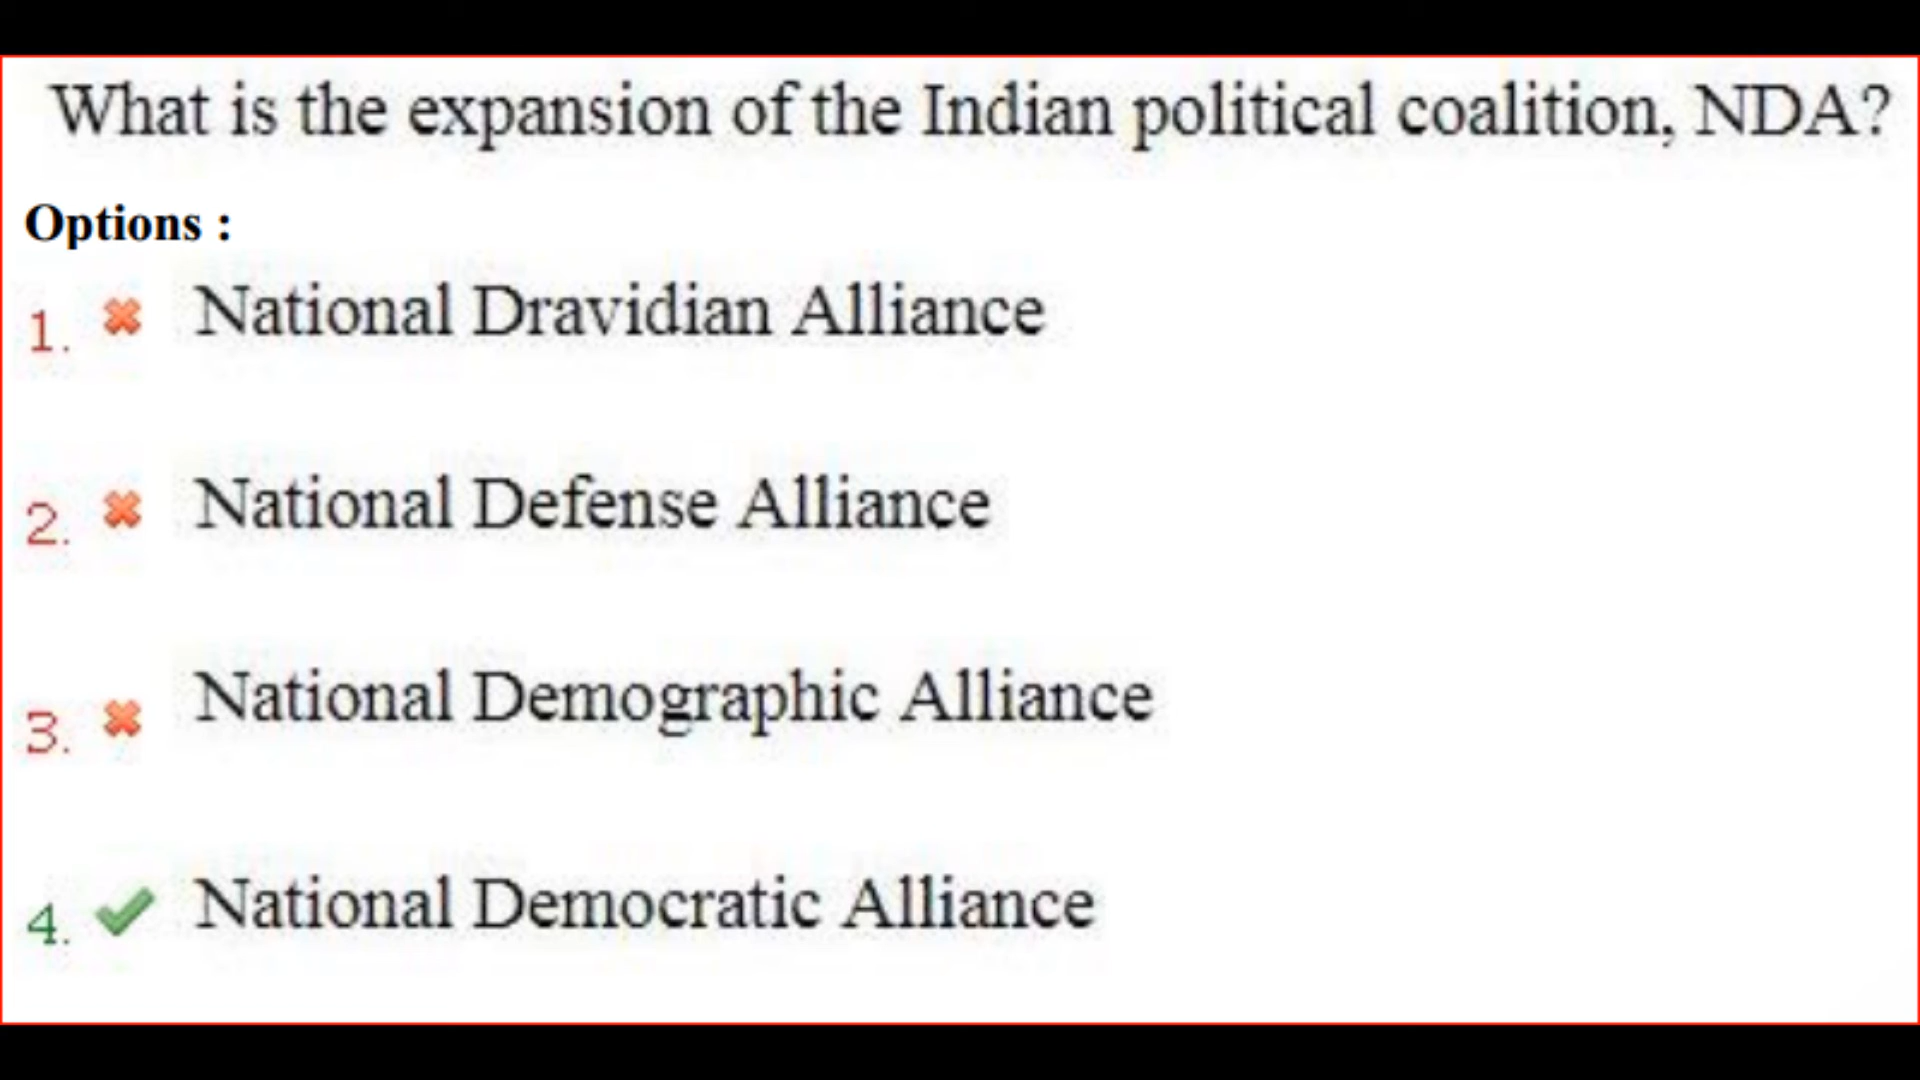 What is the expansion of the Indian political coalition, NDA?
Options :
1. National Dravidian Alliance
2. National Defense Alliance
3. National Demographic Alliance
4. National Democratic Alliance